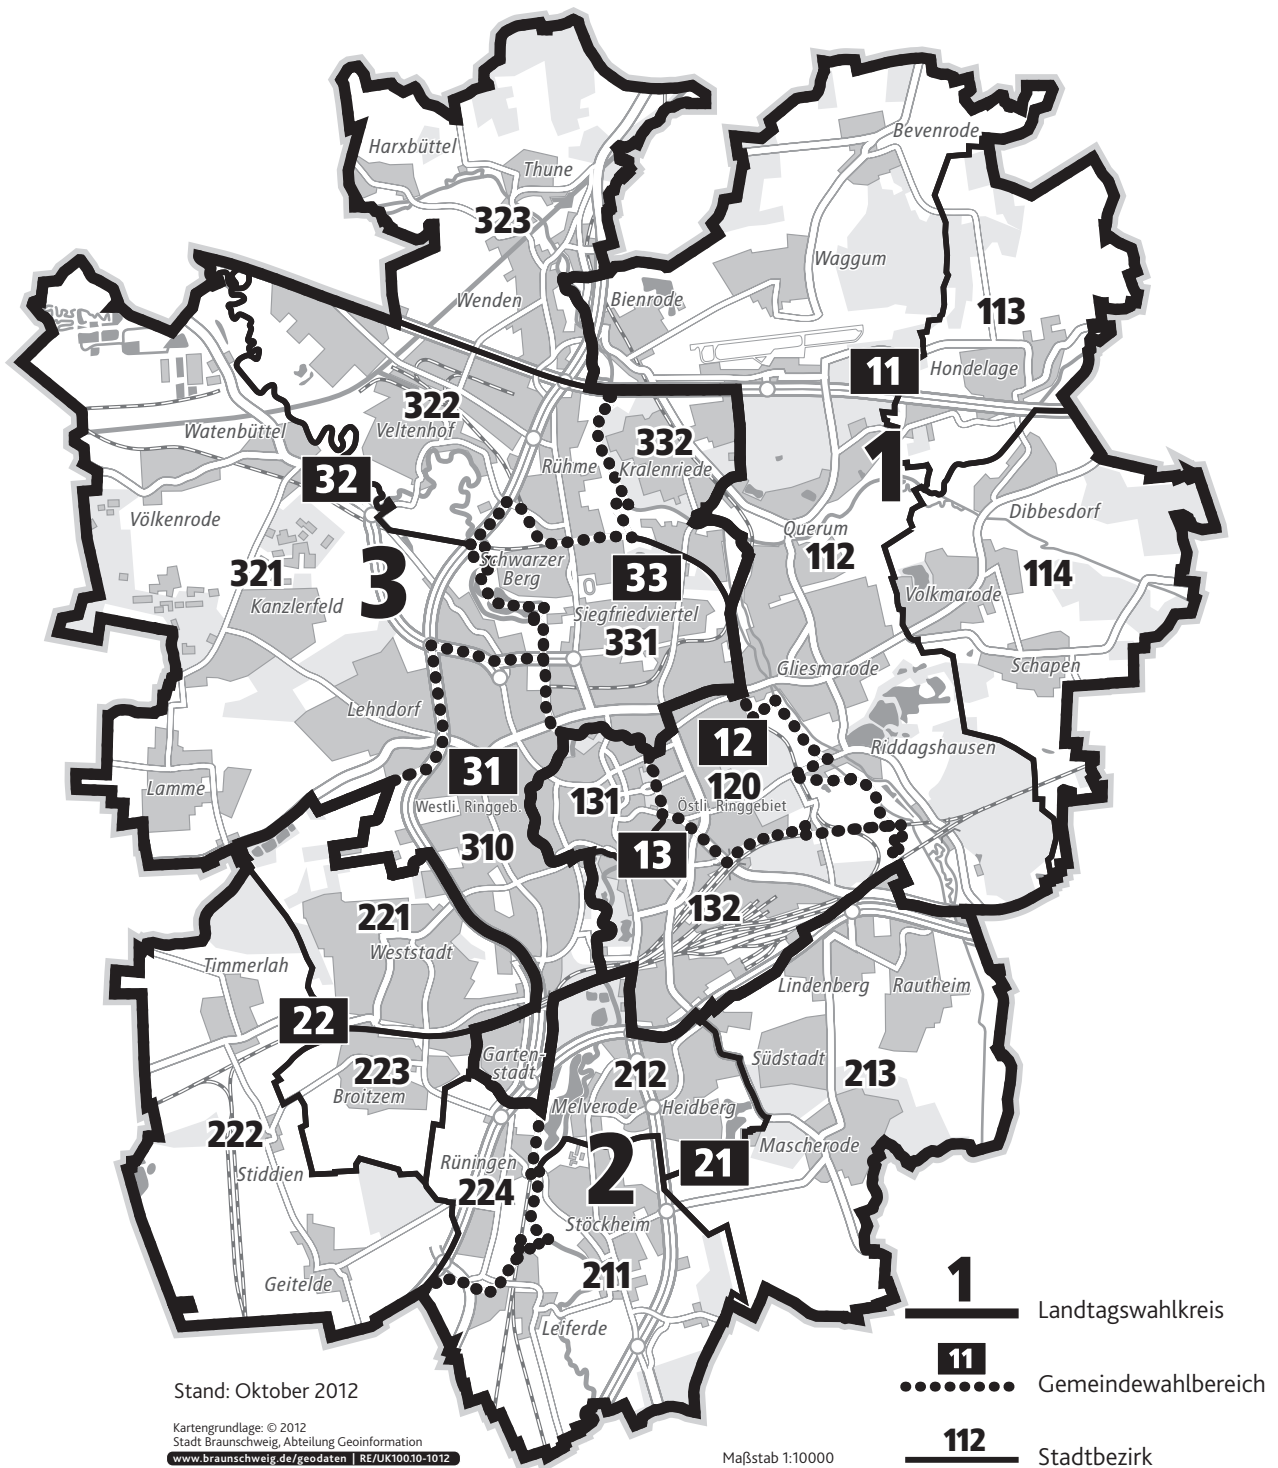 Harxbüttel
Thune
323
Wenden
Bevenrode
Waggum
Bienrode
113
11
Hondelage
1
322
Veltenhof
Watenbüttel
332
Kralenriede
Rühme
32
Völkenrode
Querum
112
Dibbesdorf
114
Volkmarode
Schapen
3
321
Kanzlerfeld
Schwarzer
Berg
33
Siegfriedviertel
331
Gliesmarode
Lehndorf
Riddagshausen
Lamme
12
120
Östli. Ringgebiet
31
Westli. Ringgeb.
310
131
13
132
221
Weststadt
Timmerlah
Lindenberg
Rautheim
22
Garten-
stadt
223
Broitzem
212
Südstadt
213
Melverode
Heidberg
Mascherode
222
Stiddien
Rüningen
224
2
21
Stöckheim
211
Geitelde
Leiferde
1
Landtagswahlkreis
11
Gemeindewahlbereich
112
Stadtbezirk
Stand: Oktober 2012
Kartengrundlage: © 2012
Stadt Braunschweig, Abteilung Geoinformation
www.braunschweig.de/geodaten | RE/UK100.10-1012
Maßstab 1:10000